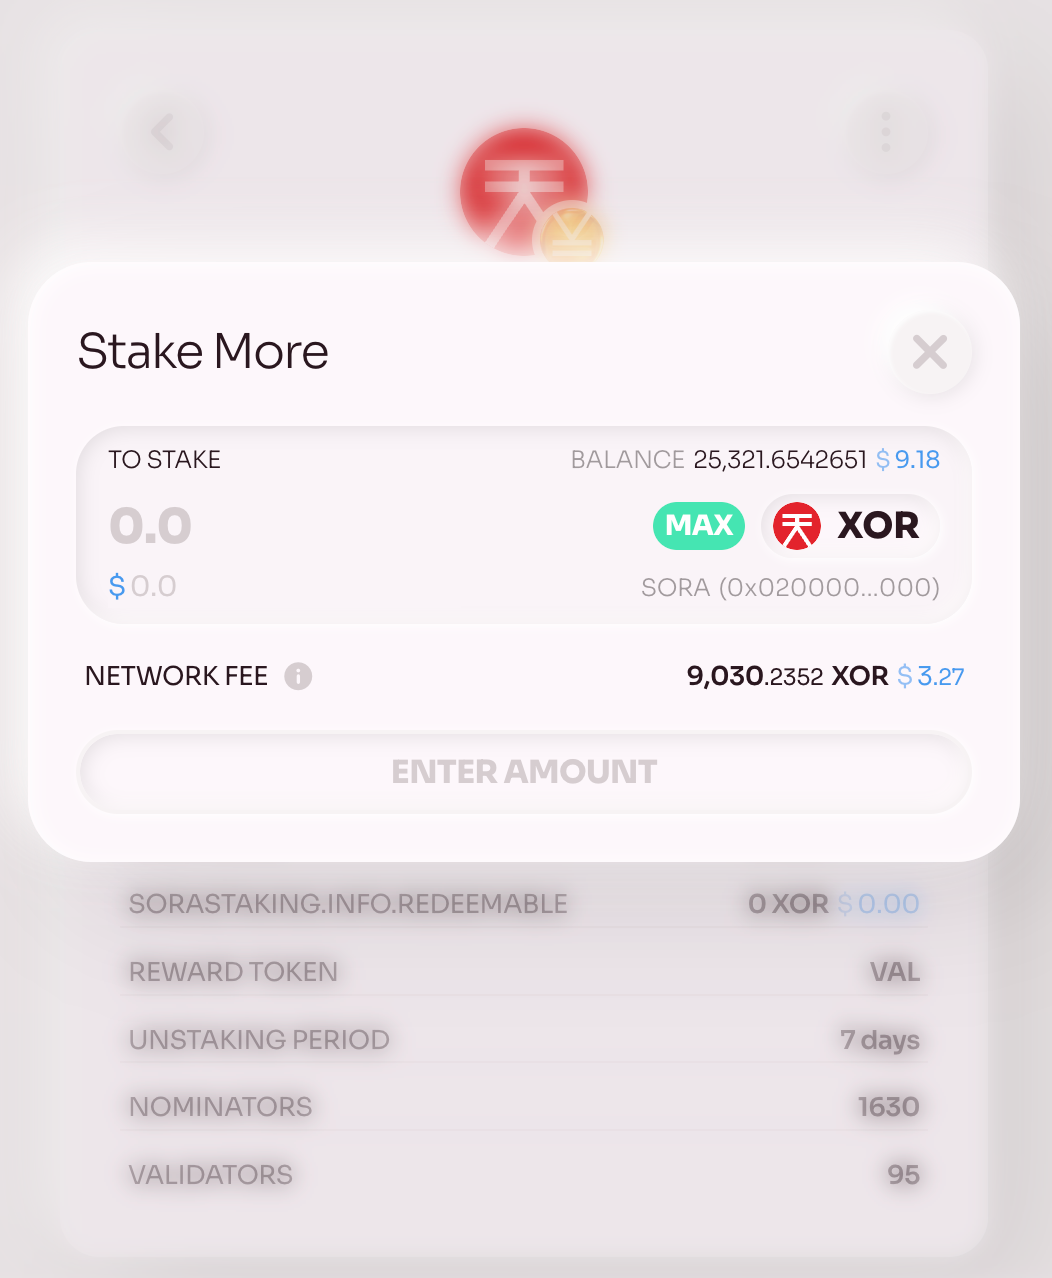 天
Stake More
TO STAKE BALANCE 25,321.6542651 $ 9.18
0.0 MAX 天 XOR
$ 0.0 SORA (0x020000...000)
NETWORK FEE i 9,030.2352 XOR $ 3.27
ENTER AMOUNT
SORASTAKING.INFO.REDEEMABLE 0 XOR $ 0.00
REWARD TOKEN VAL
UNSTAKING PERIOD 7 days
NOMINATORS 1630
VALIDATORS 95